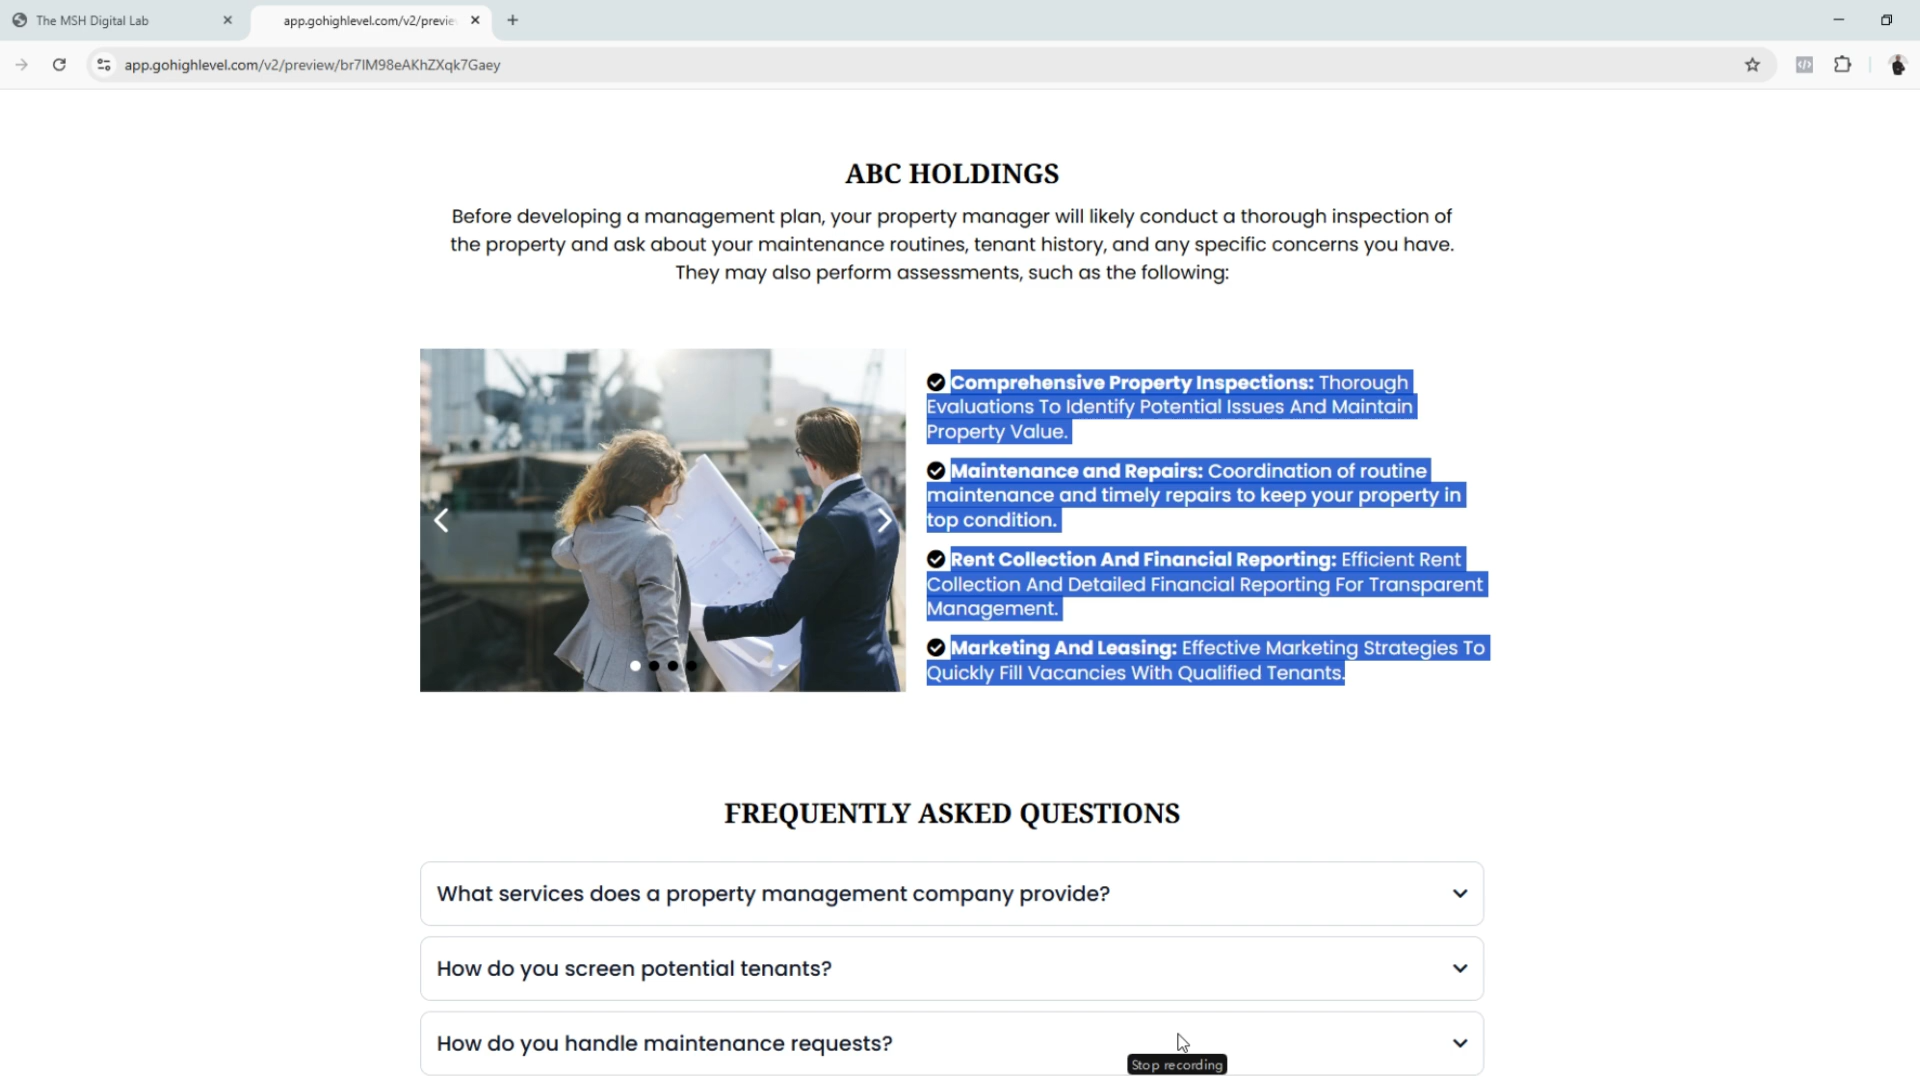 The MSH Digital Lab
app.gohighlevel.com/v2/previe
app.gohighlevel.com/v2/preview/br7IM98eAKhZXqk7Gaey
ABC HOLDINGS
Before developing a management plan, your property manager will likely conduct a thorough inspection of
the property and ask about your maintenance routines, tenant history, and any specific concerns you have.
They may also perform assessments, such as the following:
Comprehensive Property Inspections: Thorough
Evaluations To Identify Potential Issues And Maintain
Property Value.
Maintenance and Repairs: Coordination of routine
maintenance and timely repairs to keep your property in
top condition.
Rent Collection And Financial Reporting: Efficient Rent
Collection And Detailed Financial Reporting For Transparent
Management.
Marketing And Leasing: Effective Marketing Strategies To
Quickly Fill Vacancies With Qualified Tenants.
FREQUENTLY ASKED QUESTIONS
What services does a property management company provide?
How do you screen potential tenants?
How do you handle maintenance requests?
Stop recording